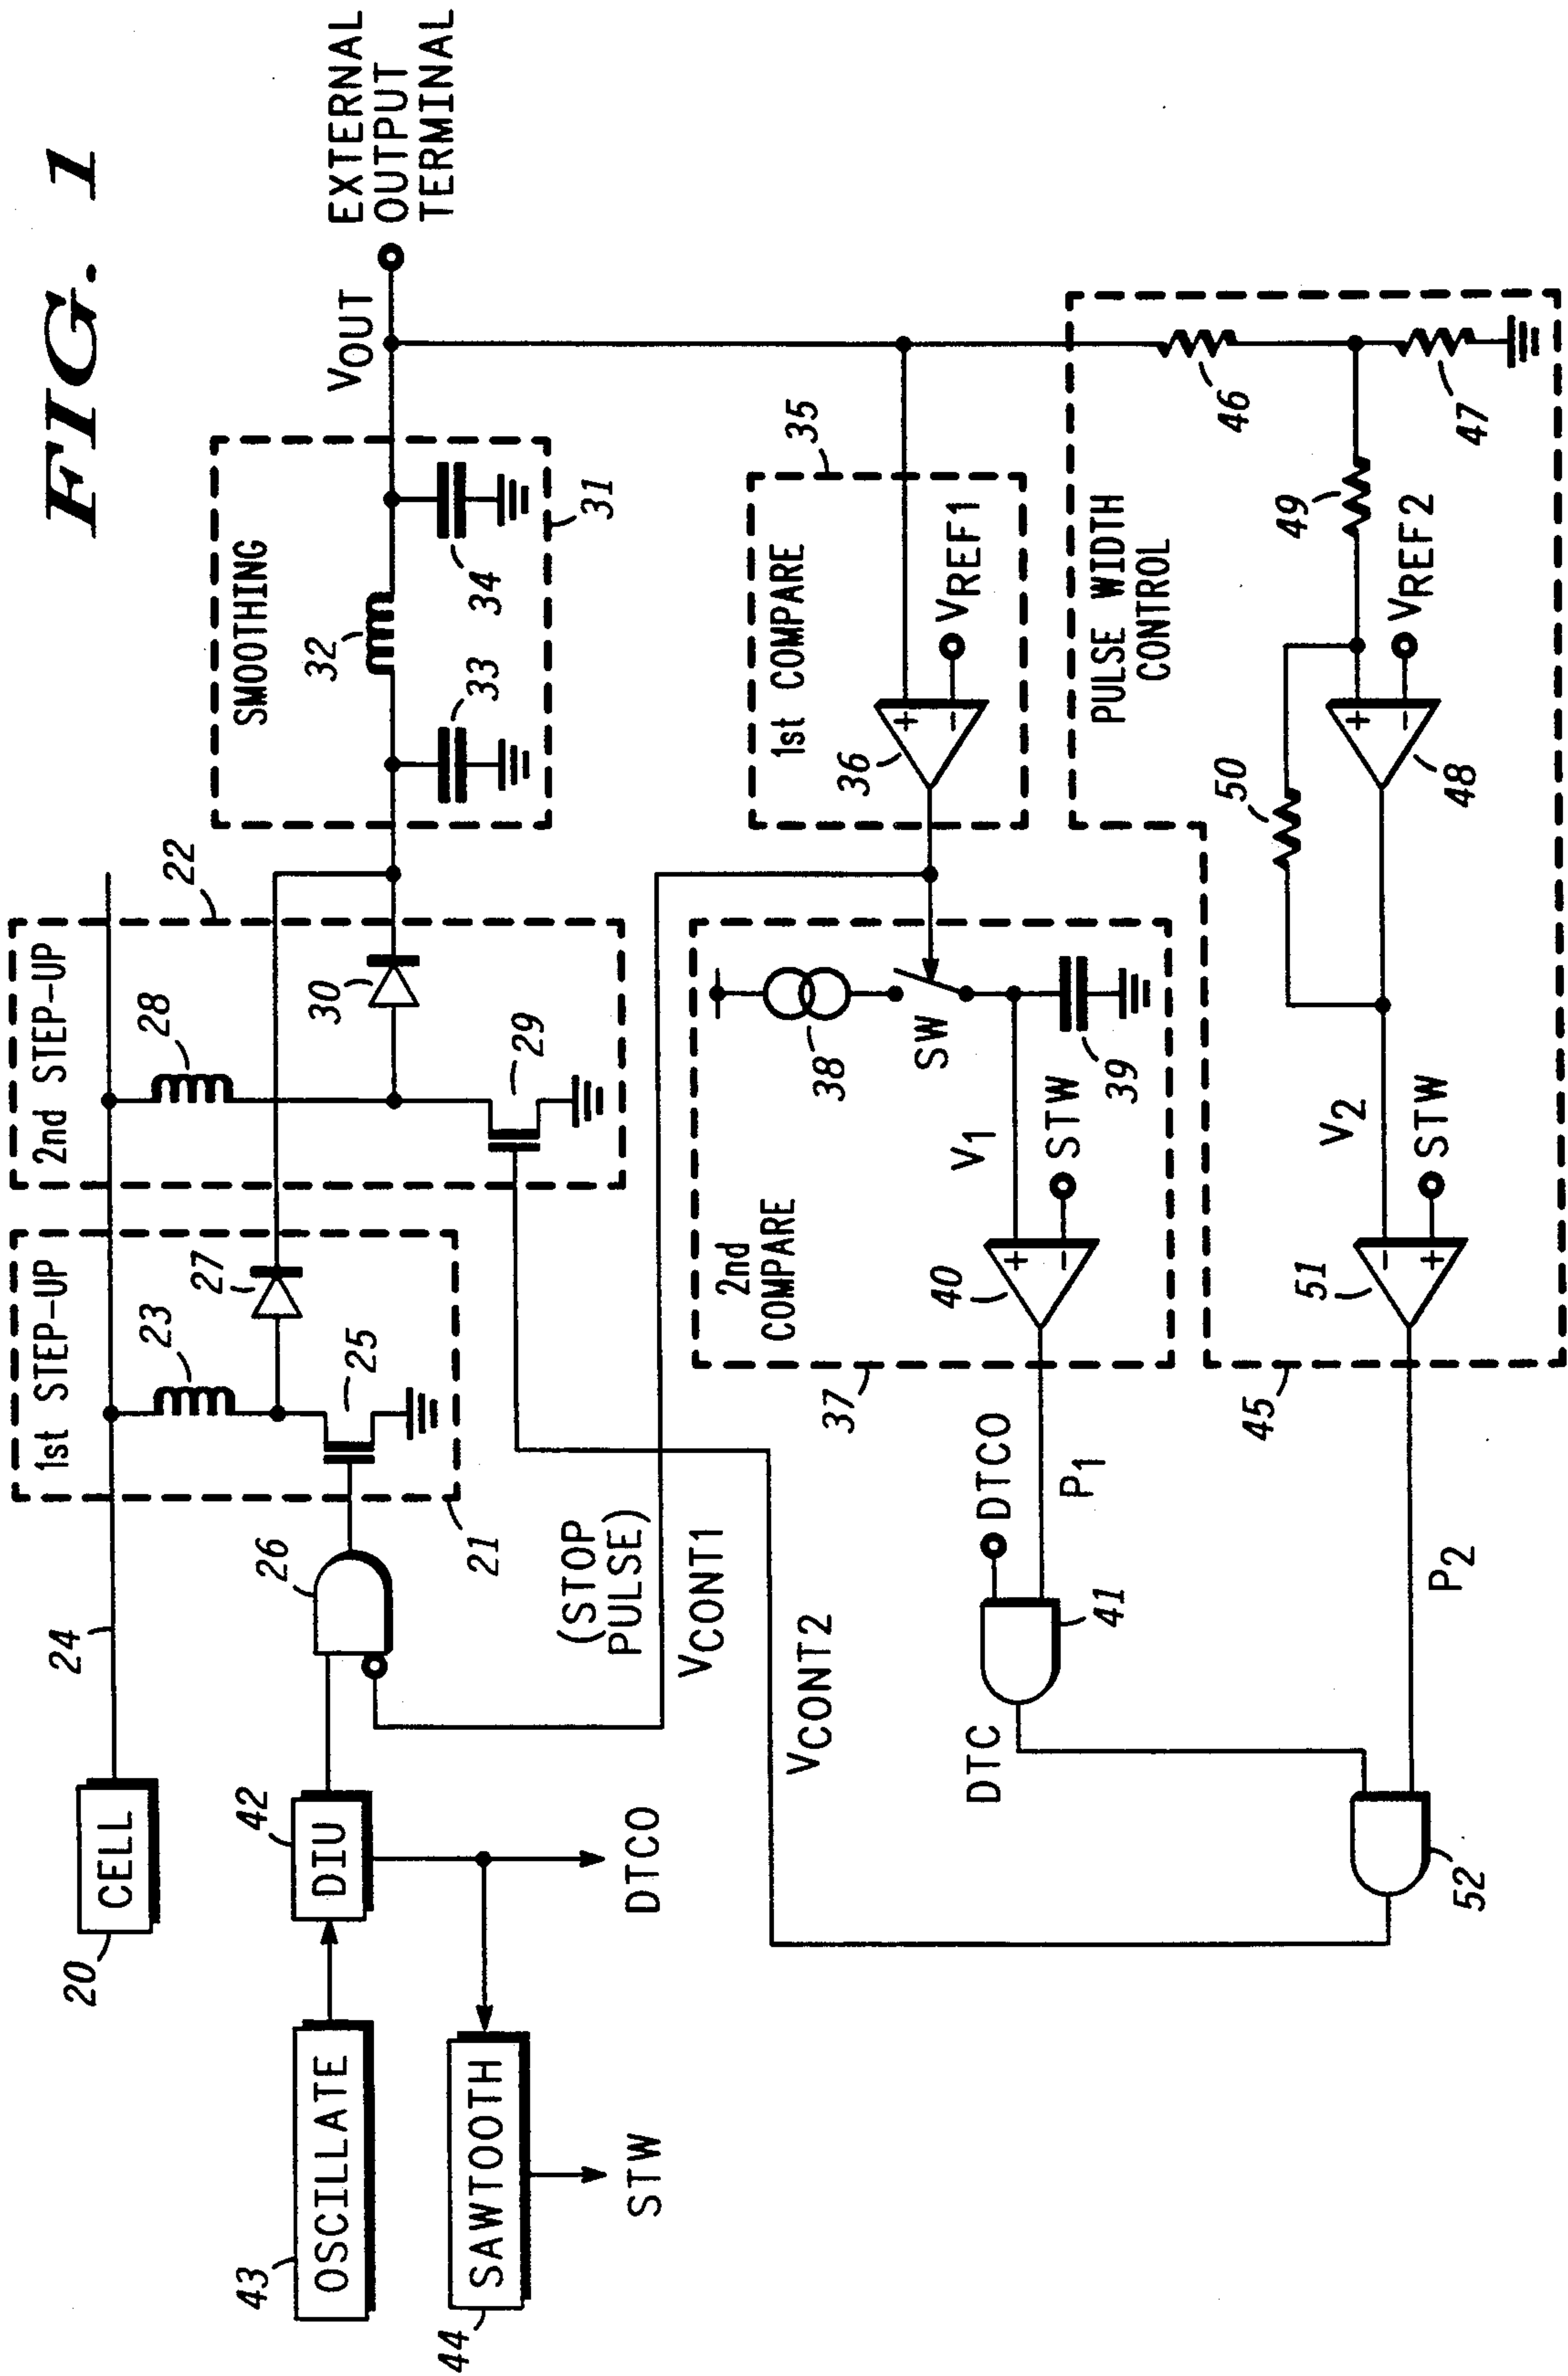 FIG. 1
CELL
20
24
1st STEP-UP
23
27
25
21
2nd STEP-UP
28
30
29
22
SMOOTHING
32
33
34
31
VOUT
EXTERNAL
OUTPUT
TERMINAL
OSCILLATE
43
DIU
42
26
(STOP
PULSE)
VCONT1
VCONT2
DTCO
SAWTOOTH
44
STW
1st COMPARE
35
36
+
−
VREF1
2nd
COMPARE
37
38
SW
39
V1
STW
40
+
−
DTCO
P1
41
DTC
PULSE WIDTH
CONTROL
46
47
49
VREF2
50
48
+
−
V2
STW
51
−
+
45
P2
52